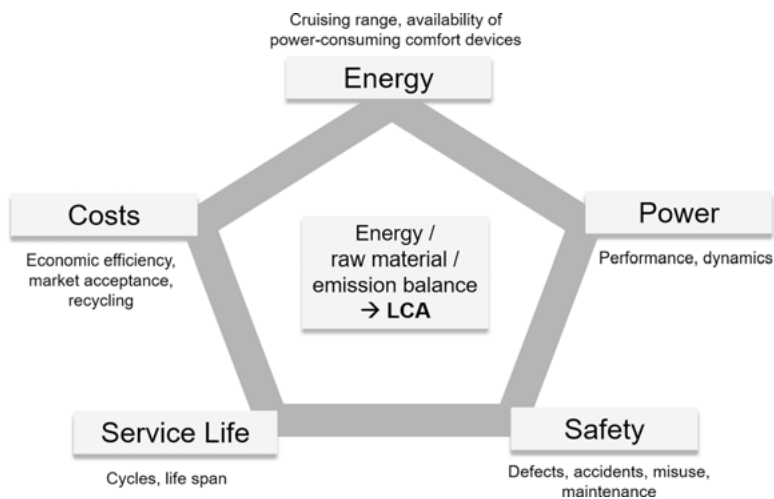 Cruising range, availability of
power-consuming comfort devices
Energy
Costs
Economic efficiency,
market acceptance,
recycling
Power
Performance, dynamics
Energy /
raw material /
emission balance
→ LCA
Service Life
Cycles, life span
Safety
Defects, accidents, misuse,
maintenance